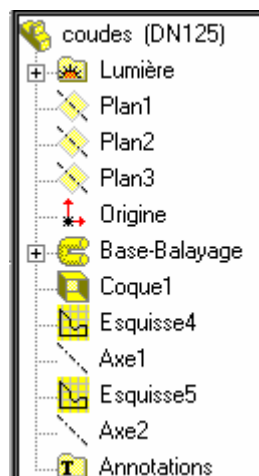 coudes (DN125)
Lumière
Plan1
Plan2
Plan3
Origine
Base-Balayage
Coque1
Esquisse4
Axe1
Esquisse5
Axe2
Annotations